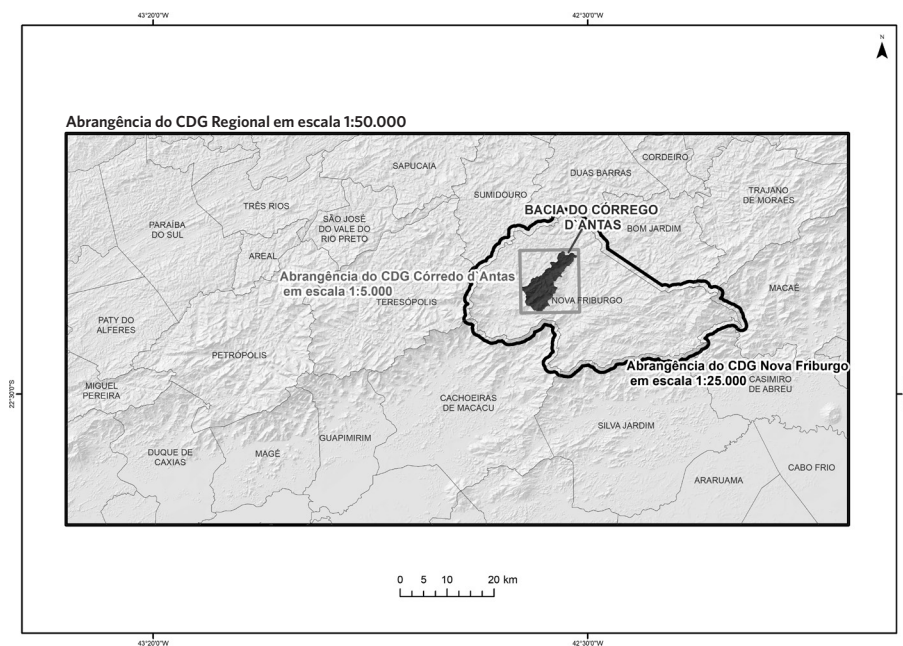 43°20'0"W
42°30'0"W
N
Abrangência do CDG Regional em escala 1:50.000
CORDEIRO
SAPUCAIA
DUAS BARRAS
SUMIDOURO
TRAJANO
DE MORAES
TRÊS RIOS
BACIA DO CÓRREGO
D`ANTAS
SÃO JOSÉ
DO VALE DO
RIO PRETO
PARAÍBA
DO SUL
BOM JARDIM
AREAL
Abrangência do CDG Córredo d`Antas
em escala 1:5.000
MACAÉ
TERESÓPOLIS
NOVA FRIBURGO
PATY DO
ALFERES
PETRÓPOLIS
Abrangência do CDG Nova Friburgo
em escala 1:25.000
CASIMIRO
DE ABREU
MIGUEL
PEREIRA
22°30'0"S
CACHOEIRAS
DE MACACU
SILVA JARDIM
GUAPIMIRIM
DUQUE DE
CAXIAS
MAGÉ
CABO FRIO
ARARUAMA
0 5 10 20 km
43°20'0"W
42°30'0"W